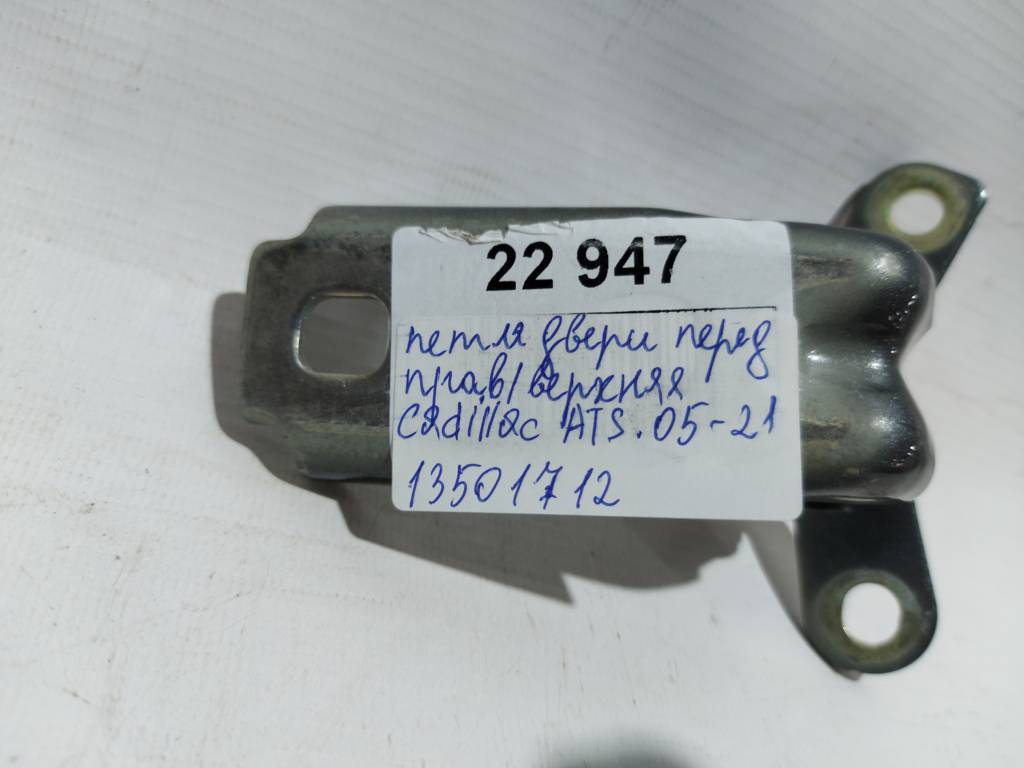 22 947
петля двери перед
прав/верхняя
Cadillac ATS. 05-21
13501712